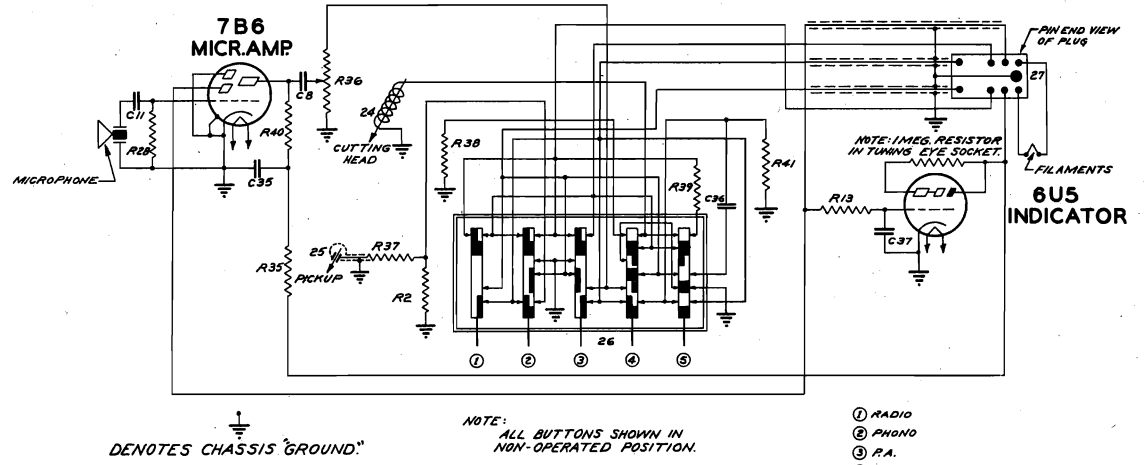 7B6
MICR.AMP.
R36
C8
PIN END VIEW
OF PLUG
27
C11
R28
R40
24
CUTTING
HEAD
R38
R39
C36
R41
NOTE: 1 MEG. RESISTOR
IN TUNING EYE SOCKET.
FILAMENTS
6U5
INDICATOR
MICROPHONE
C35
R13
C37
R35
25
PICKUP
R37
R2
26
① ② ③ ④ ⑤
DENOTES CHASSIS "GROUND."
NOTE:
ALL BUTTONS SHOWN IN
NON-OPERATED POSITION.
① RADIO
② PHONO
③ P.A.